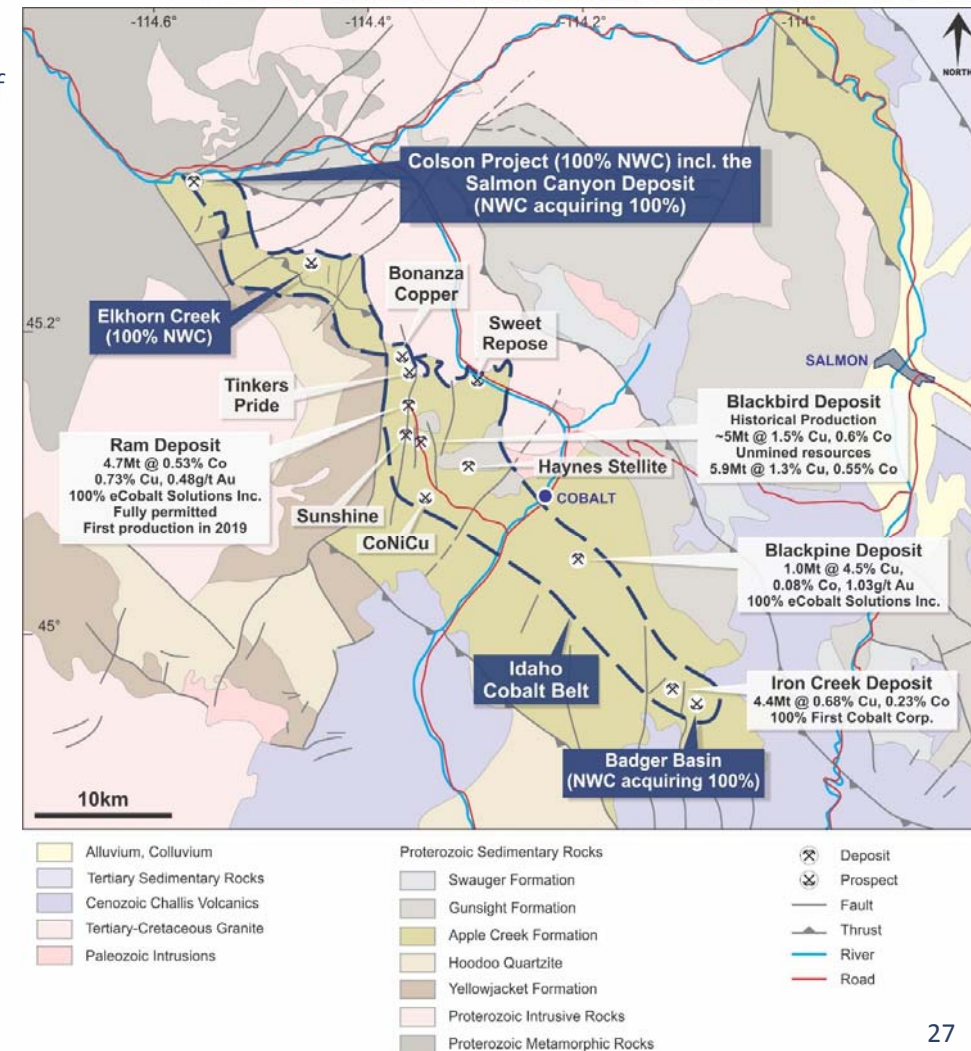 -114.6°
-114.4°
-114.2°
-114°
NORTH
c
Colson Project (100% NWC) incl. the
Salmon Canyon Deposit
(NWC acquiring 100%)
Bonanza
Copper
Elkhorn Creek
(100% NWC)
45.2°
Sweet
Repose
SALMON
Tinkers
Pride
Blackbird Deposit
Historical Production
~5Mt @ 1.5% Cu, 0.6% Co
Unmined resources
5.9Mt @ 1.3% Cu, 0.55% Co
Ram Deposit
4.7Mt @ 0.53% Co
0.73% Cu, 0.48g/t Au
100% eCobalt Solutions Inc.
Fully permitted
First production in 2019
Haynes Stellite
COBALT
Sunshine
CoNiCu
Blackpine Deposit
1.0Mt @ 4.5% Cu,
0.08% Co, 1.03g/t Au
100% eCobalt Solutions Inc.
45°
Idaho
Cobalt Belt
Iron Creek Deposit
4.4Mt @ 0.68% Cu, 0.23% Co
100% First Cobalt Corp.
Badger Basin
(NWC acquiring 100%)
10km
Alluvium, Colluvium
Tertiary Sedimentary Rocks
Cenozoic Challis Volcanics
Tertiary-Cretaceous Granite
Paleozoic Intrusions
Proterozoic Sedimentary Rocks
Swauger Formation
Gunsight Formation
Apple Creek Formation
Hoodoo Quartzite
Yellowjacket Formation
Proterozoic Intrusive Rocks
Proterozoic Metamorphic Rocks
Deposit
Prospect
Fault
Thrust
River
Road
27